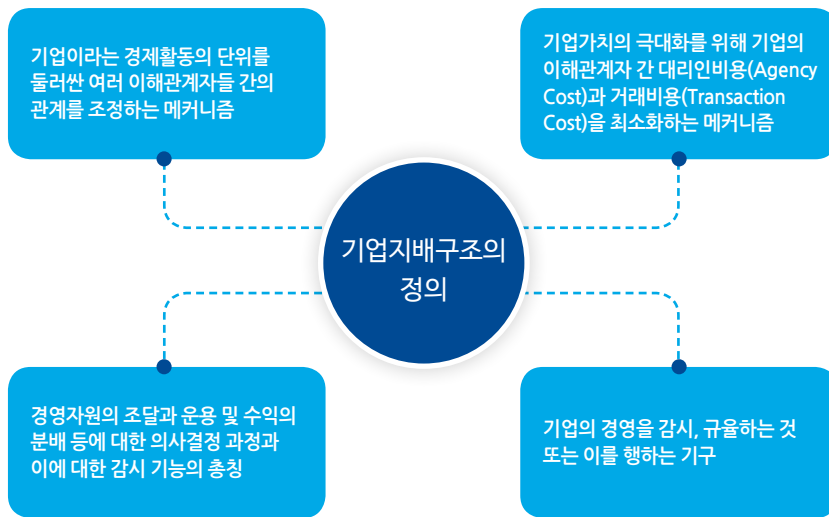 기업이라는 경제활동의 단위를
둘러싼 여러 이해관계자들 간의
관계를 조정하는 메커니즘
기업가치의 극대화를 위해 기업의
이해관계자 간 대리인비용(Agency
Cost)과 거래비용(Transaction
Cost)을 최소화하는 메커니즘
기업지배구조의
정의
경영자원의 조달과 운용 및 수익의
분배 등에 대한 의사결정 과정과
이에 대한 감시 기능의 총칭
기업의 경영을 감시, 규율하는 것
또는 이를 행하는 기구